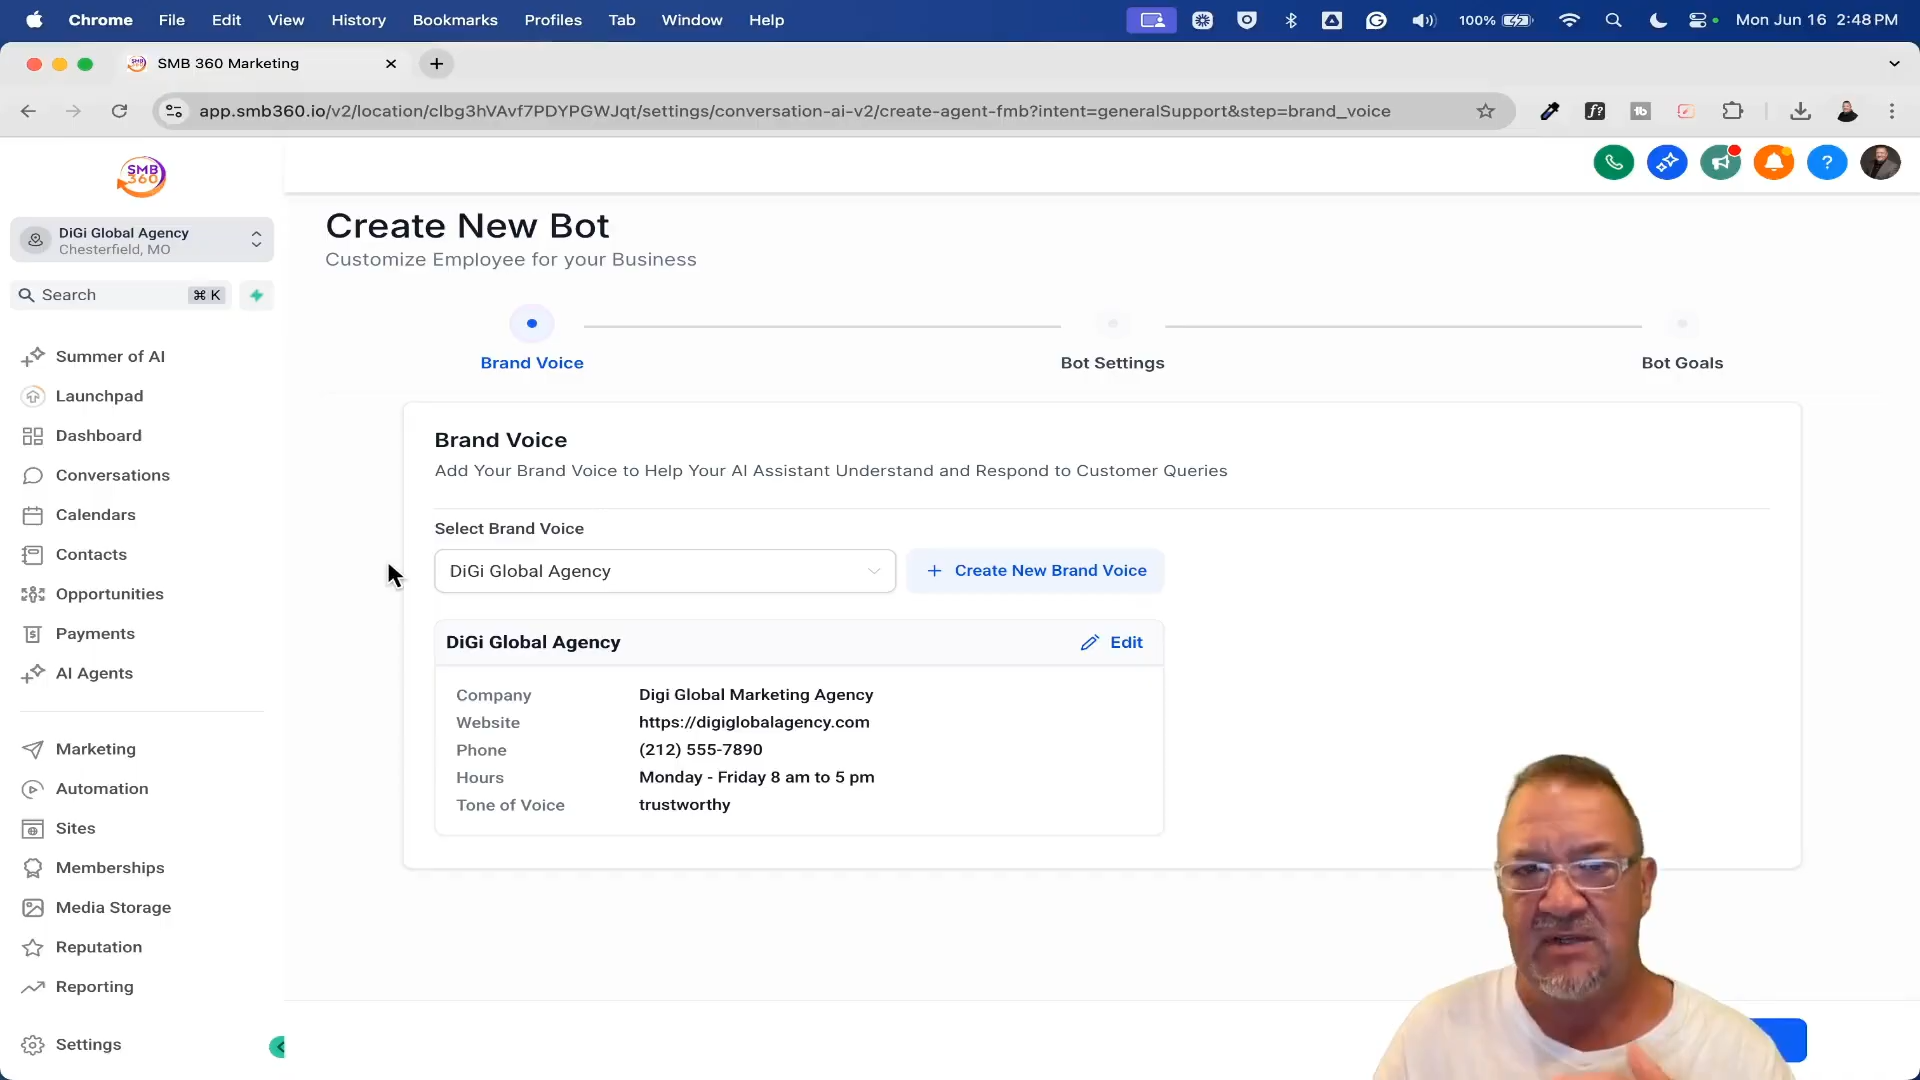 Chrome File Edit View History Bookmarks Profiles Tab Window Help 100% Mon Jun 16 2:48 PM
SMB 360 Marketing
app.smb360.io/v2/location/clbg3hVAvf7PDYPGWJqt/settings/conversation-ai-v2/create-agent-fmb?intent=generalSupport&step=brand_voice
SMB
360
DiGi Global Agency
Chesterfield, MO
Search ⌘ K
Summer of AI
Launchpad
Dashboard
Conversations
Calendars
Contacts
Opportunities
Payments
AI Agents
Marketing
Automation
Sites
Memberships
Media Storage
Reputation
Reporting
Settings
Create New Bot
Customize Employee for your Business
Brand Voice
Bot Settings
Bot Goals
Brand Voice
Add Your Brand Voice to Help Your AI Assistant Understand and Respond to Customer Queries
Select Brand Voice
DiGi Global Agency
+ Create New Brand Voice
DiGi Global Agency
Edit
Company Digi Global Marketing Agency
Website https://digiglobalagency.com
Phone (212) 555-7890
Hours Monday - Friday 8 am to 5 pm
Tone of Voice trustworthy